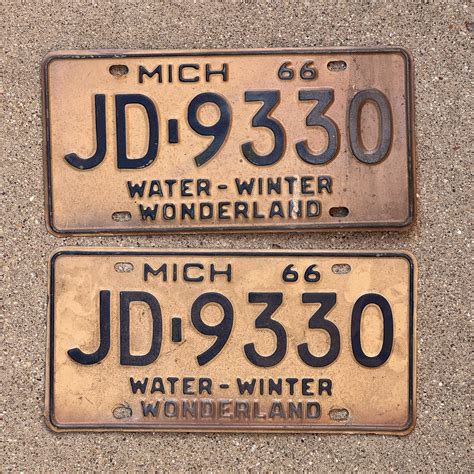 MICH 66
JD-9330
WATER-WINTER
WONDERLAND
MICH 66
JD-9330
WATER-WINTER
WONDERLAND